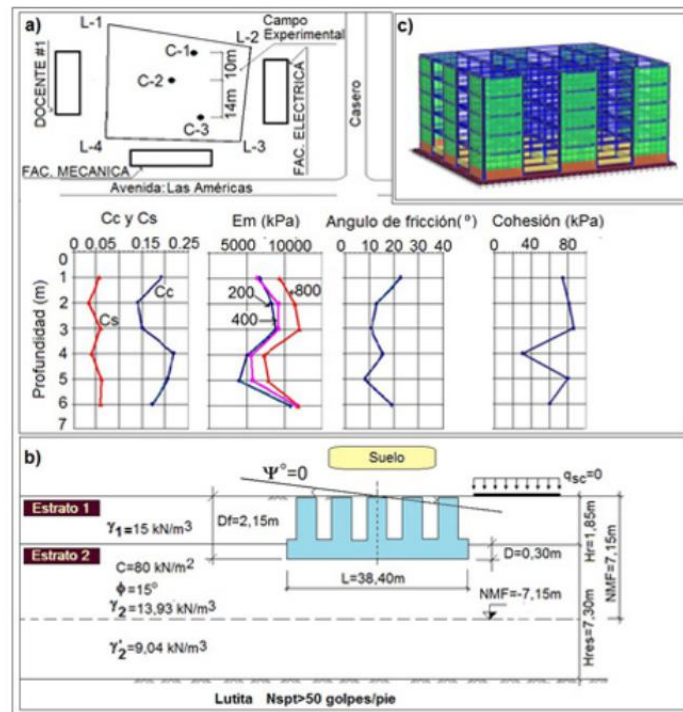 a)
L-1
L-2
Campo
Experimental
C-1
10m
C-2
14m
C-3
L-4
L-3
DOCENTE #1
FAC. ELECTRICA
Casero
FAC. MECANICA
Avenida: Las Américas
c)
Cc y Cs
0 0.05 0.15 0.25
Em (kPa)
5000 10000
Angulo de fricción(º)
0 10 20 30 40
Cohesión (kPa)
0 40 80
Profundidad (m)
0
1
2
3
4
5
6
7
Cc
Cs
200
400
800
b)
Suelo
Ψ°=0
qsc=0
Estrato 1
γ1=15 kN/m3
Df=2,15m
Estrato 2
D=0,30m
Hr=1,85m
NMF=7,15m
C=80 kN/m2
ϕ=15º
γ2=13,93 kN/m3
L=38,40m
NMF=-7,15m
Hres=7,30m
γ'2=9,04 kN/m3
Lutita Nspt>50 golpes/pie